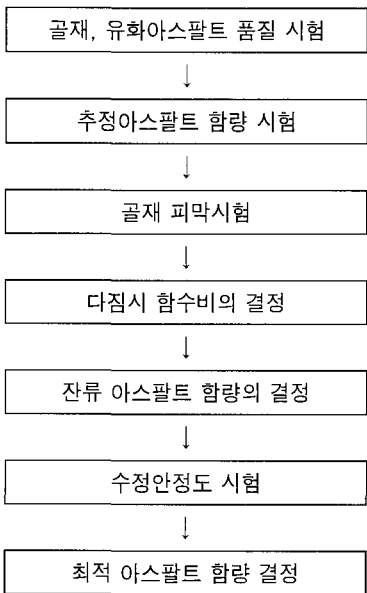 골재, 유화아스팔트 품질 시험
↓
추정아스팔트 함량 시험
↓
골재 피막시험
↓
다짐시 함수비의 결정
↓
잔류 아스팔트 함량의 결정
↓
수정안정도 시험
↓
최적 아스팔트 함량 결정